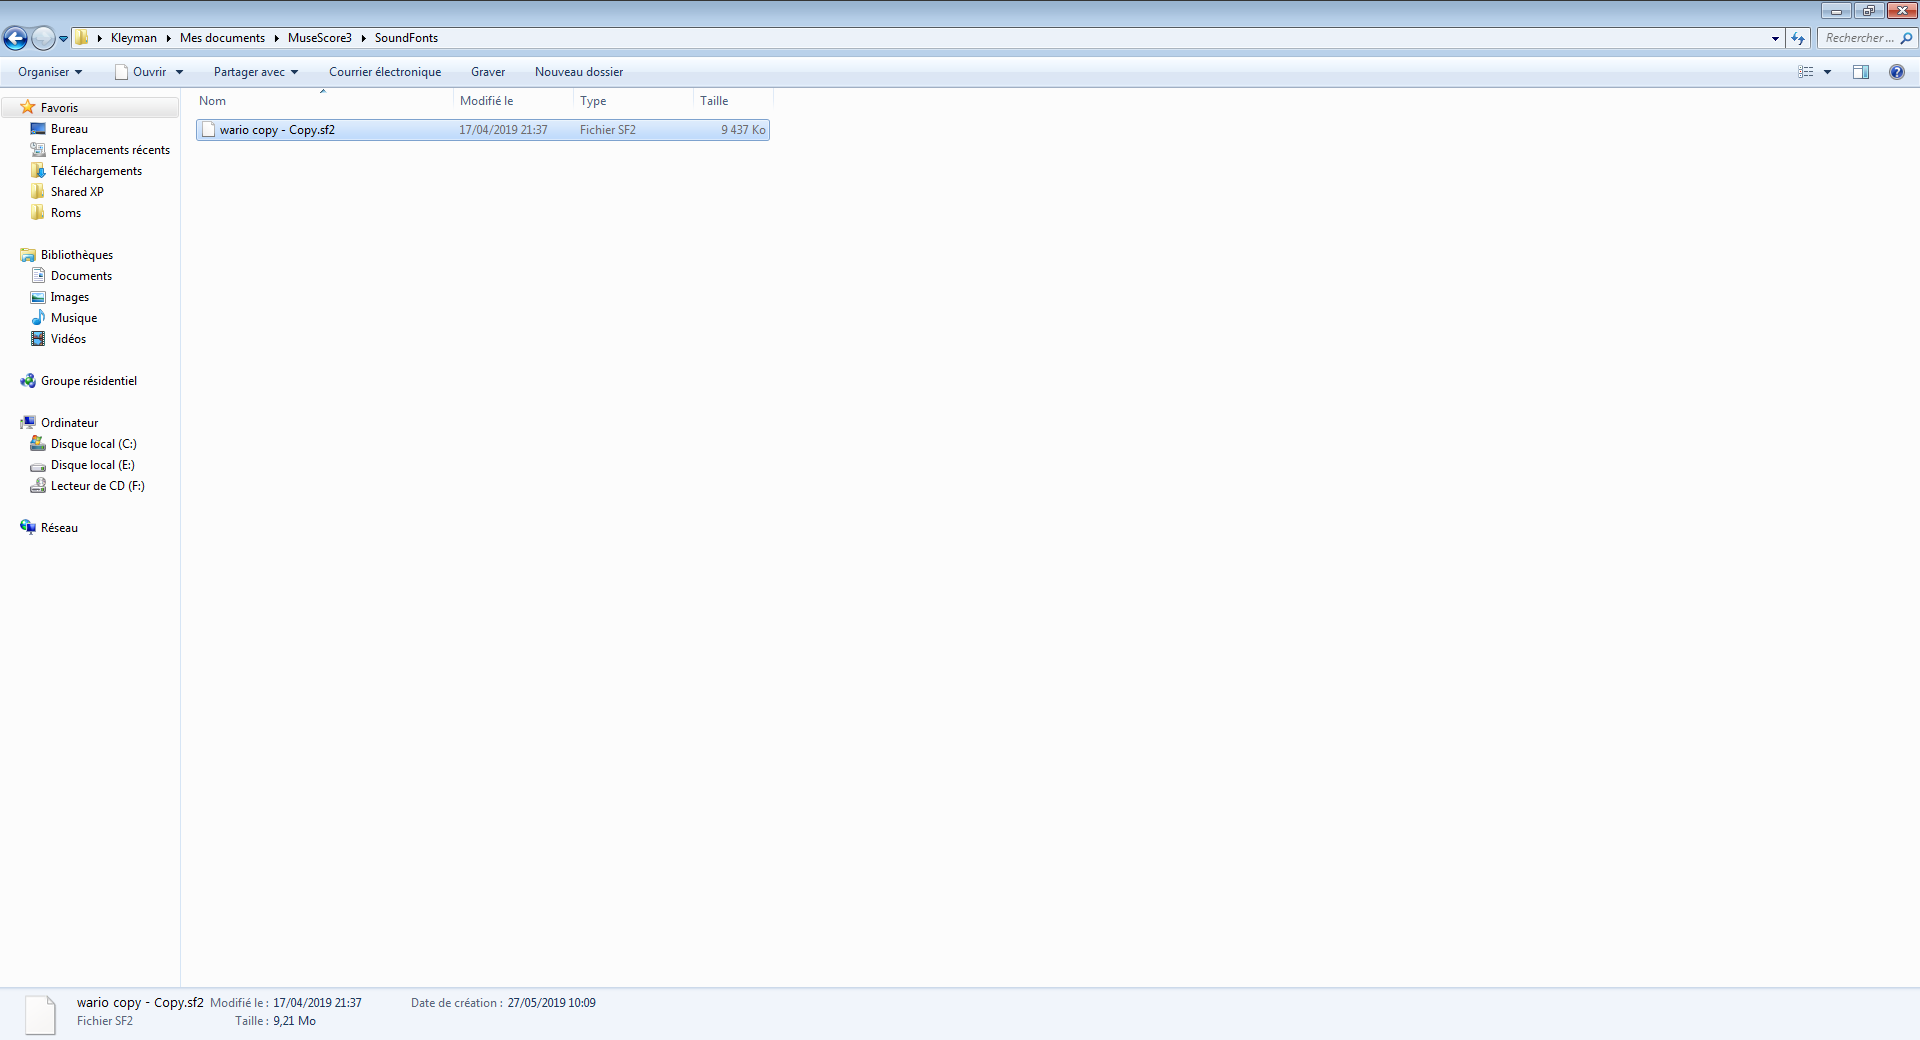 Kleyman Mes documents MuseScore3 SoundFonts Rechercher ...
Organiser Ouvrir Partager avec Courrier électronique Graver Nouveau dossier
Favoris
Bureau
Emplacements récents
Téléchargements
Shared XP
Roms
Bibliothèques
Documents
Images
Musique
Vidéos
Groupe résidentiel
Ordinateur
Disque local (C:)
Disque local (E:)
Lecteur de CD (F:)
Réseau
Nom Modifié le Type Taille
wario copy - Copy.sf2 17/04/2019 21:37 Fichier SF2 9 437 Ko
wario copy - Copy.sf2 Modifié le : 17/04/2019 21:37 Date de création : 27/05/2019 10:09
Fichier SF2 Taille : 9,21 Mo